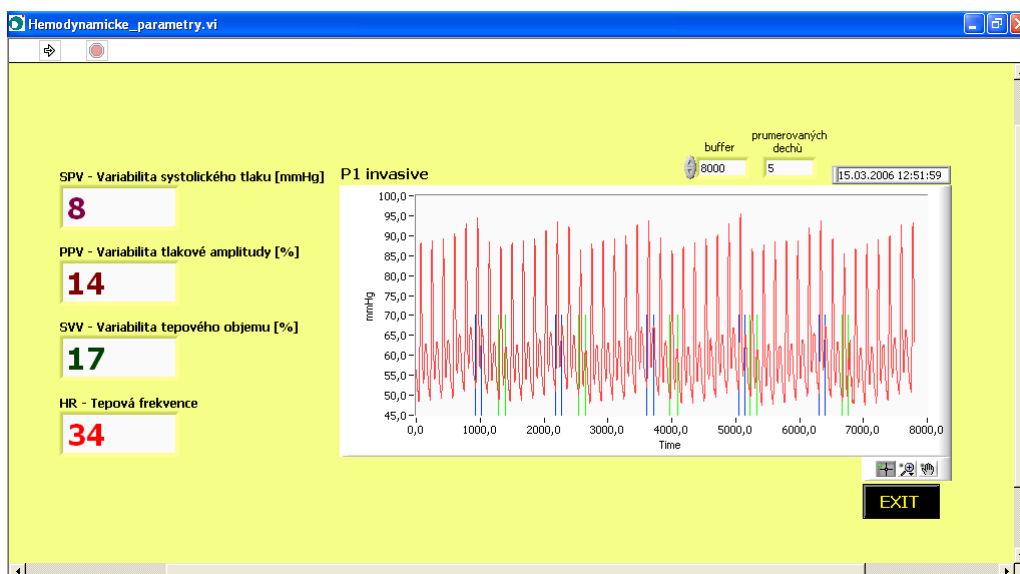 Hemodynamicke_parametry.vi
prumerovaných
buffer dechù
8000 5 15.03.2006 12:51:59
SPV - Variabilita systolického tlaku [mmHg]
8
PPV - Variabilita tlakové amplitudy [%]
14
SVV - Variabilita tepového objemu [%]
17
HR - Tepová frekvence
34
P1 invasive
100,0
95,0
90,0
85,0
80,0
75,0
70,0
65,0
60,0
55,0
50,0
45,0
mmHg
0,0 1000,0 2000,0 3000,0 4000,0 5000,0 6000,0 7000,0 8000,0
Time
EXIT